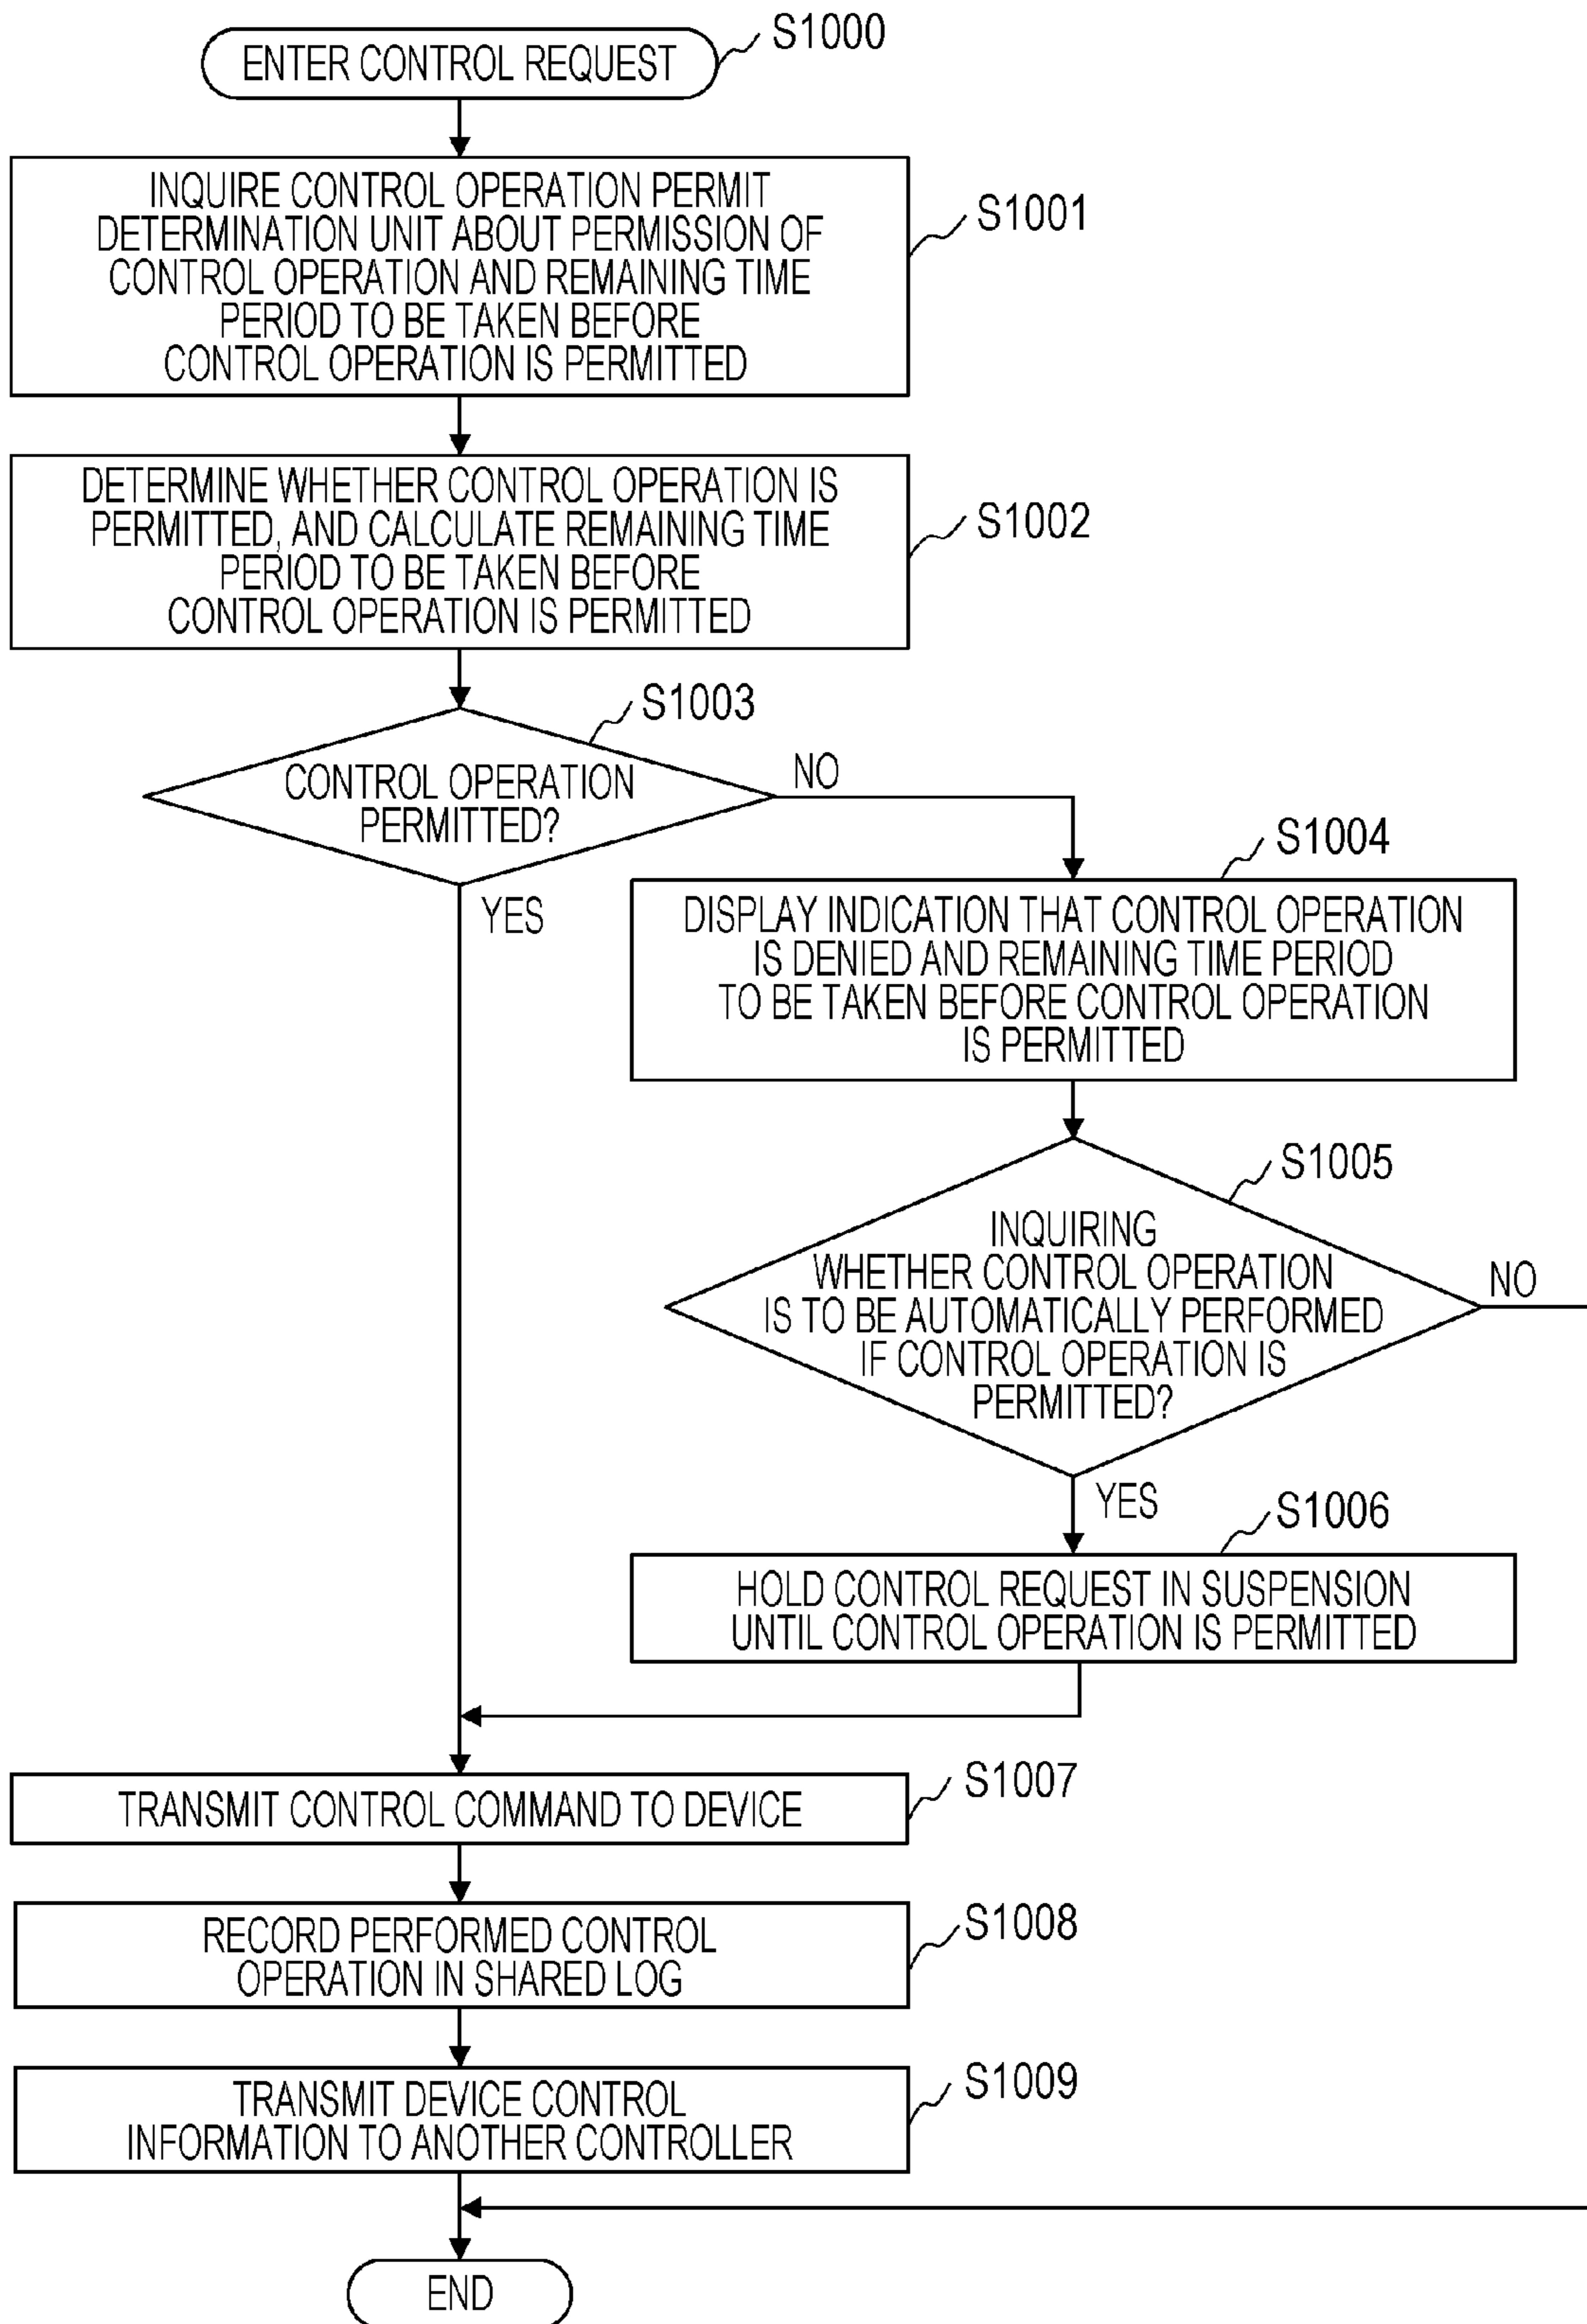 S1000
ENTER CONTROL REQUEST
INQUIRE CONTROL OPERATION PERMIT
DETERMINATION UNIT ABOUT PERMISSION OF
CONTROL OPERATION AND REMAINING TIME
PERIOD TO BE TAKEN BEFORE
CONTROL OPERATION IS PERMITTED
S1001
DETERMINE WHETHER CONTROL OPERATION IS
PERMITTED, AND CALCULATE REMAINING TIME
PERIOD TO BE TAKEN BEFORE
CONTROL OPERATION IS PERMITTED
S1002
S1003
CONTROL OPERATION
PERMITTED?
NO
YES
S1004
DISPLAY INDICATION THAT CONTROL OPERATION
IS DENIED AND REMAINING TIME PERIOD
TO BE TAKEN BEFORE CONTROL OPERATION
IS PERMITTED
S1005
INQUIRING
WHETHER CONTROL OPERATION
IS TO BE AUTOMATICALLY PERFORMED
IF CONTROL OPERATION IS
PERMITTED?
NO
YES
S1006
HOLD CONTROL REQUEST IN SUSPENSION
UNTIL CONTROL OPERATION IS PERMITTED
S1007
TRANSMIT CONTROL COMMAND TO DEVICE
S1008
RECORD PERFORMED CONTROL
OPERATION IN SHARED LOG
S1009
TRANSMIT DEVICE CONTROL
INFORMATION TO ANOTHER CONTROLLER
END